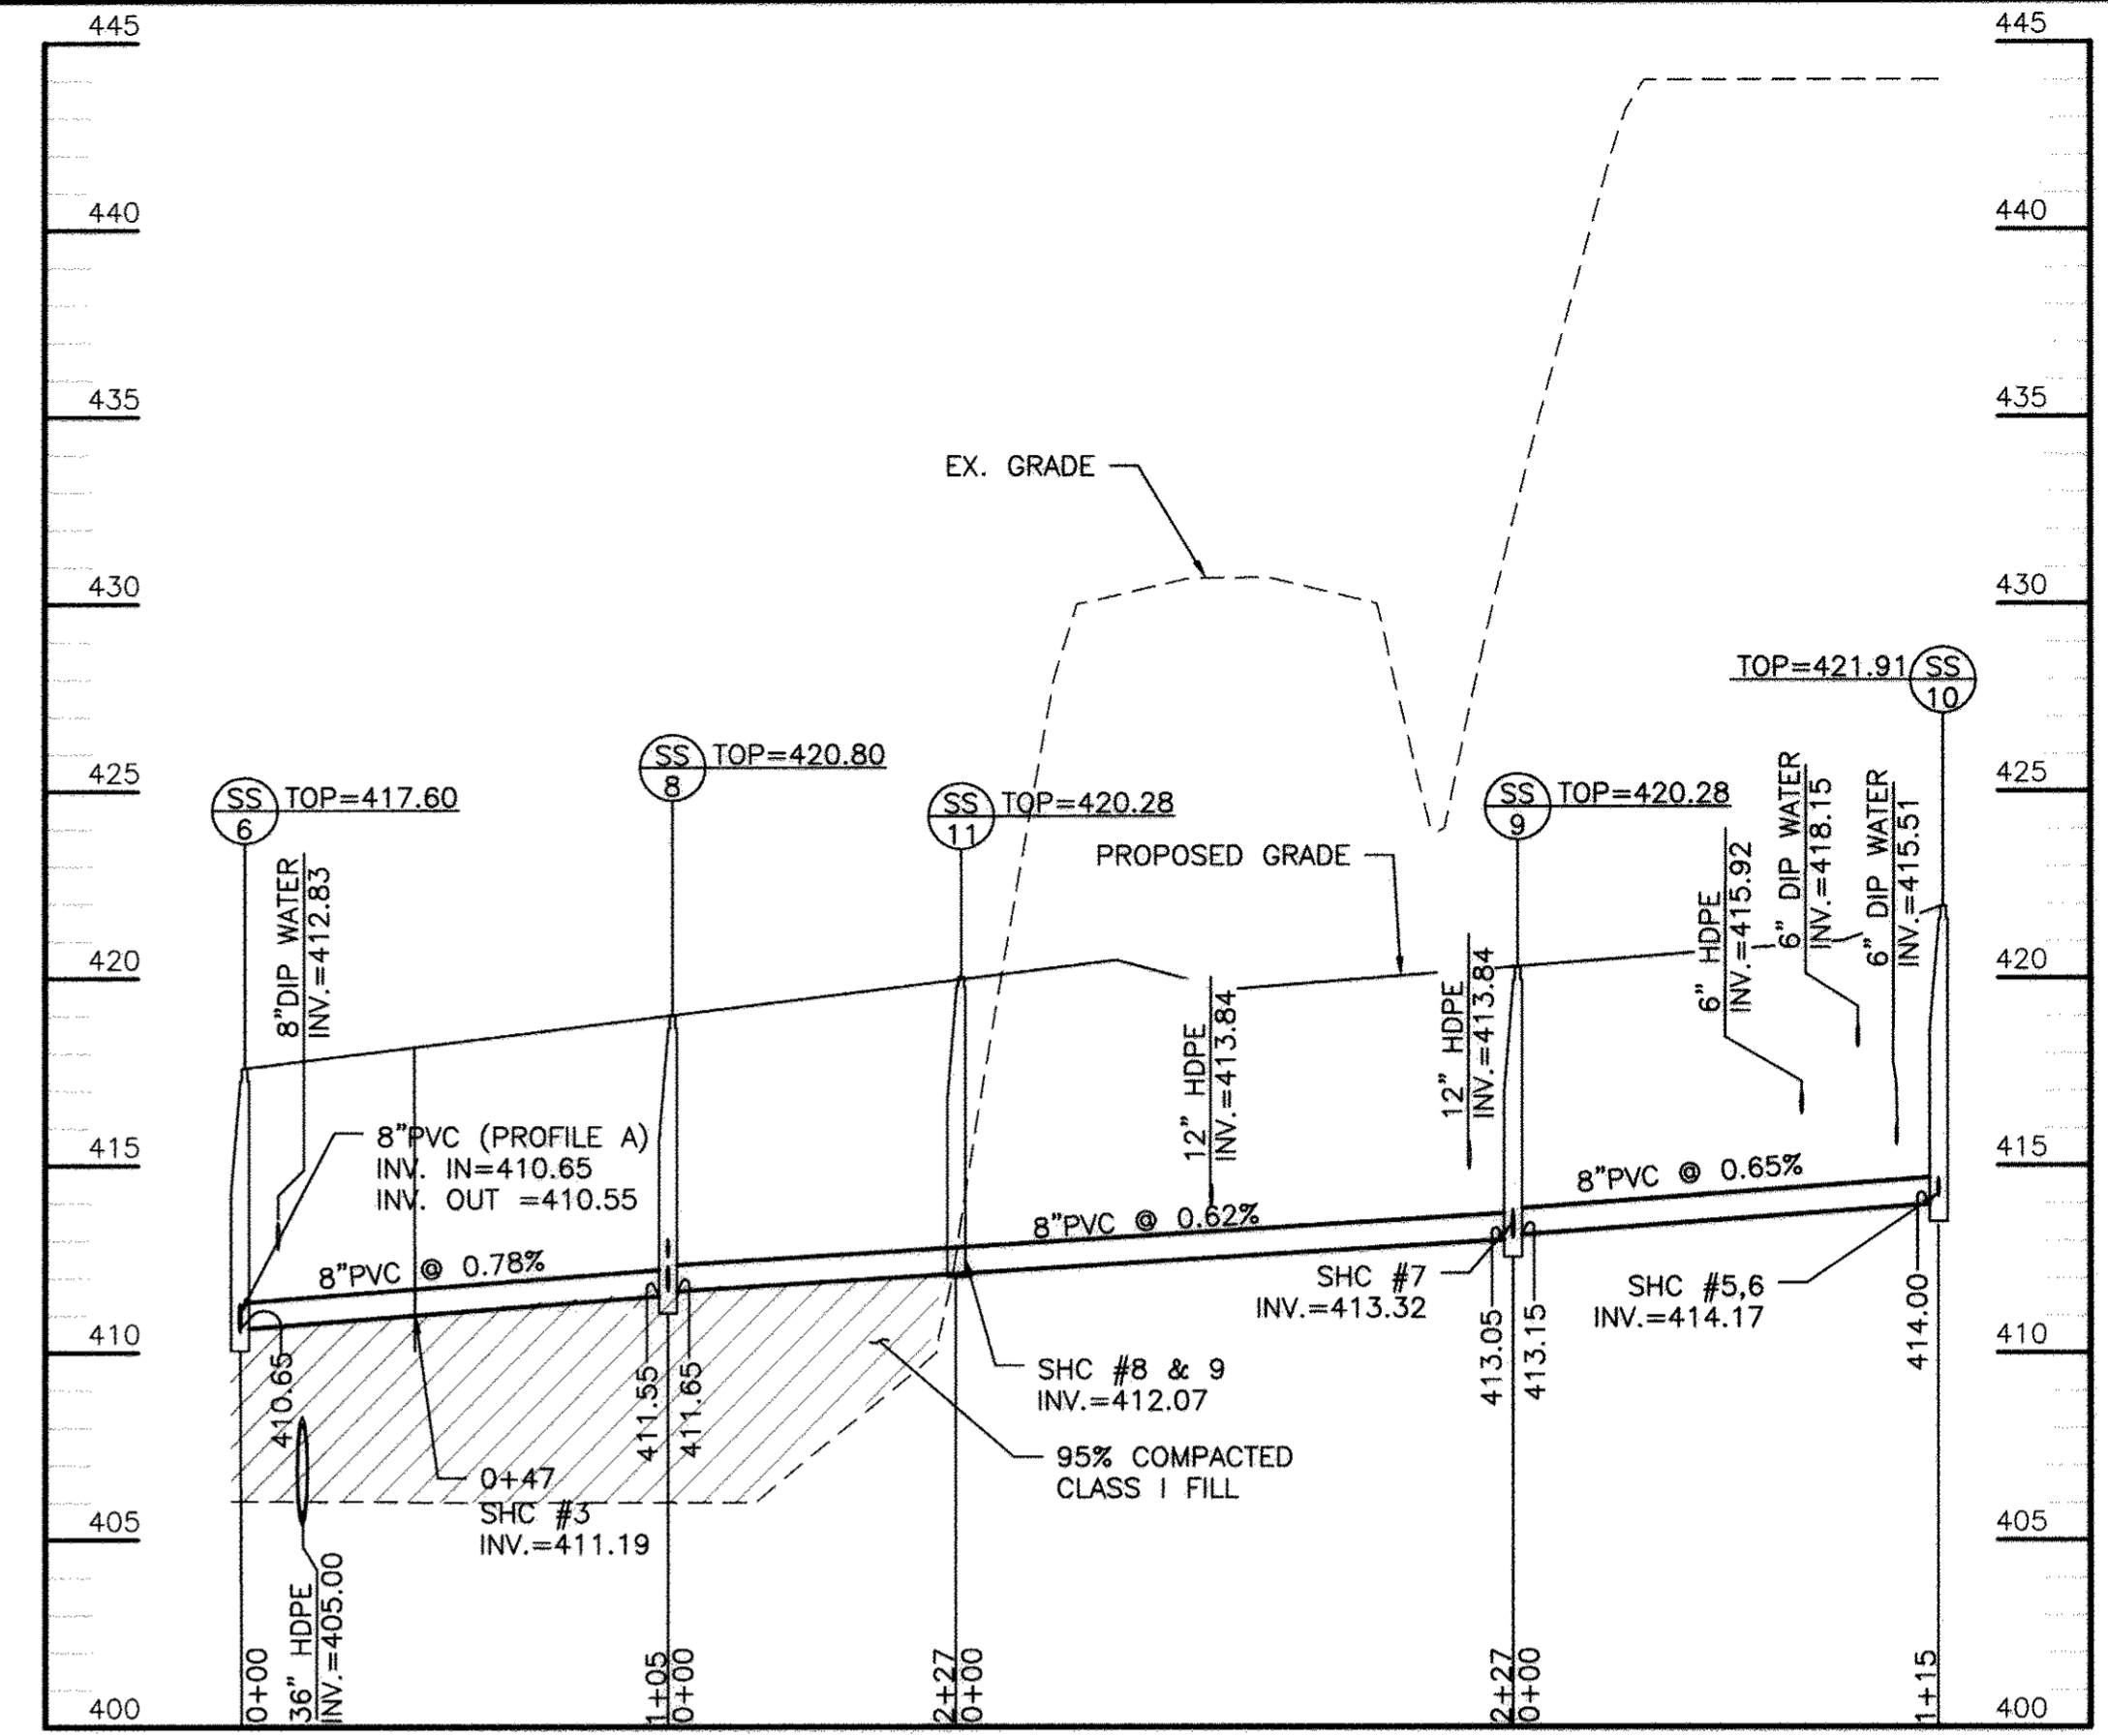 445
445
440
440
435
435
EX. GRADE
430
430
TOP=421.91
SS
10
SS
8
TOP=420.80
425
425
SS
6
TOP=417.60
SS
11
TOP=420.28
SS
9
TOP=420.28
PROPOSED GRADE
8"DIP WATER
INV.=412.83
6" HDPE
INV.=415.92
6" DIP WATER
INV.=418.15
6" DIP WATER
INV.=415.51
420
420
12" HDPE
INV.=413.84
12" HDPE
INV.=413.84
8"PVC (PROFILE A)
INV. IN=410.65
INV. OUT =410.55
415
415
8"PVC @ 0.78%
8"PVC @ 0.62%
8"PVC @ 0.65%
SHC #7
INV.=413.32
SHC #5,6
INV.=414.17
410
410
410.65
411.55
411.65
413.05
413.15
414.00
SHC #8 & 9
INV.=412.07
95% COMPACTED
CLASS I FILL
0+47
SHC #3
INV.=411.19
405
405
36" HDPE
INV.=405.00
0+00
1+05
0+00
2+27
0+00
2+27
0+00
1+15
400
400